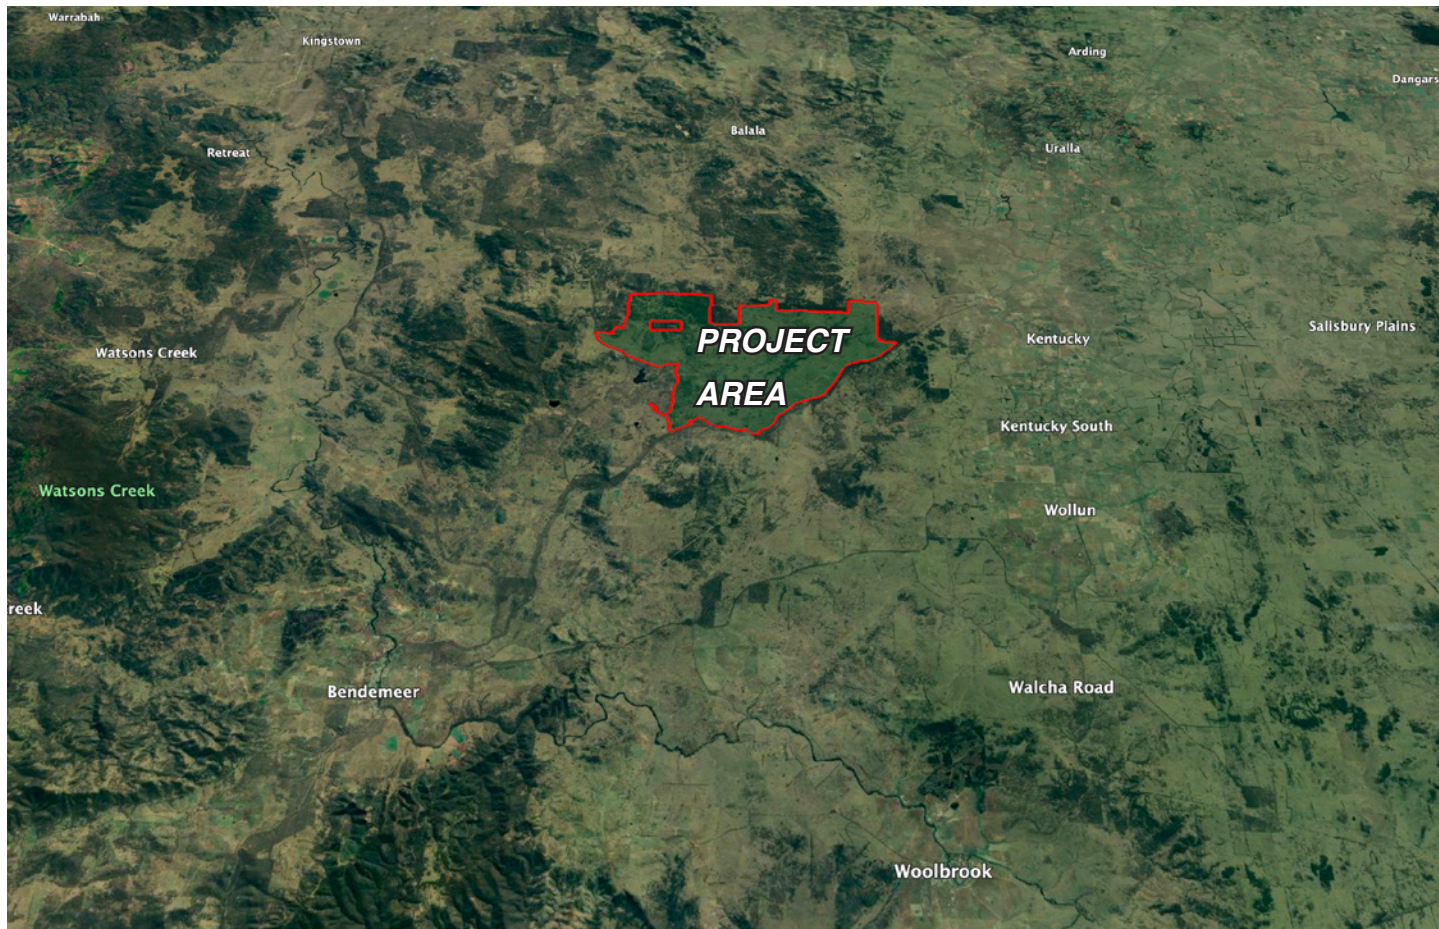 Warrabah
Kingstown
Arding
Dangars
Balala
Uralla
Retreat
Salisbury Plains
PROJECT
Kentucky
Watsons Creek
AREA
Kentucky South
Watsons Creek
Wollun
reek
Walcha Road
Bendemeer
Woolbrook